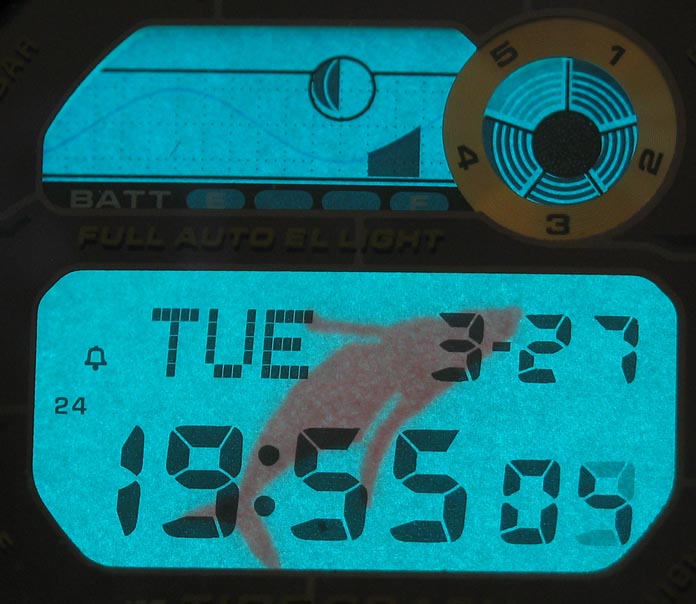 5 1
4 2
3
BATT E F
FULL AUTO EL LIGHT
TUE 3-27
24
19:55 09